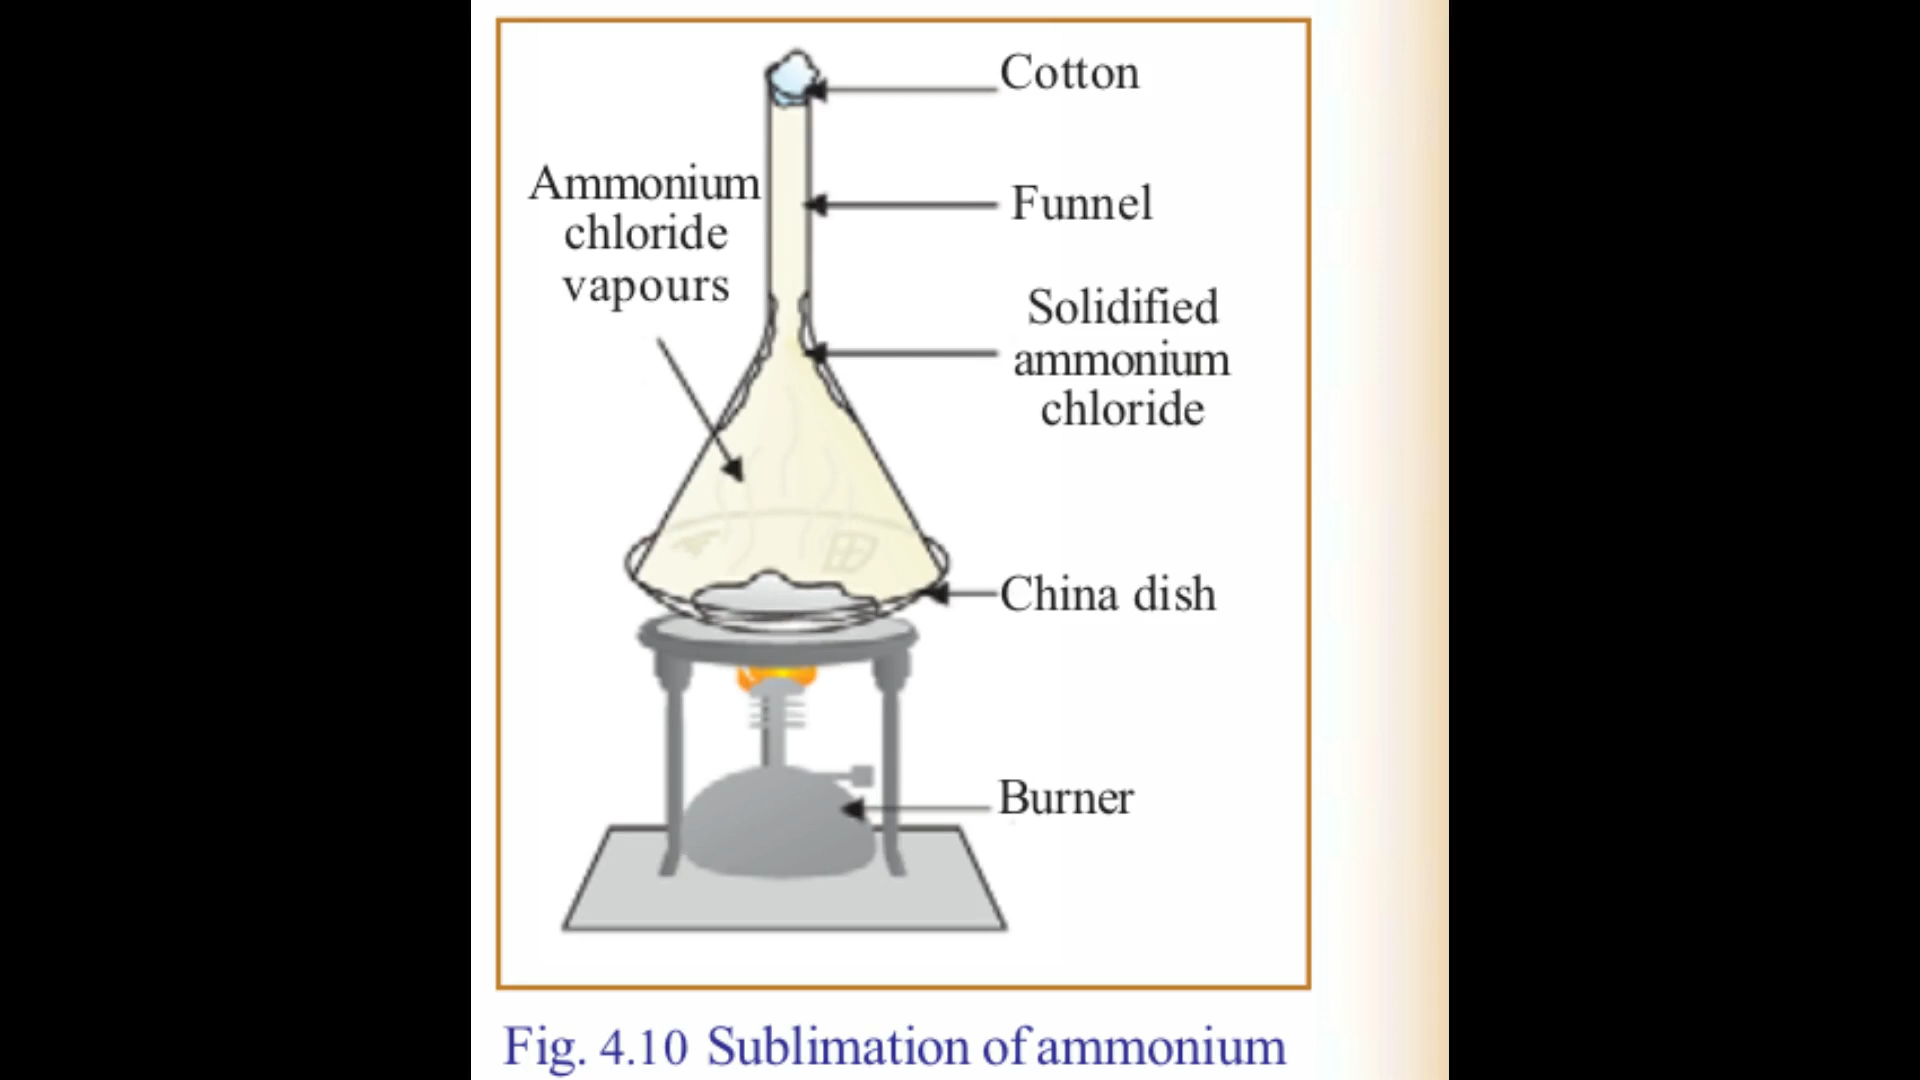 Cotton
Ammonium
chloride
vapours
Funnel
Solidified
ammonium
chloride
China dish
Burner
Fig. 4.10 Sublimation of ammonium